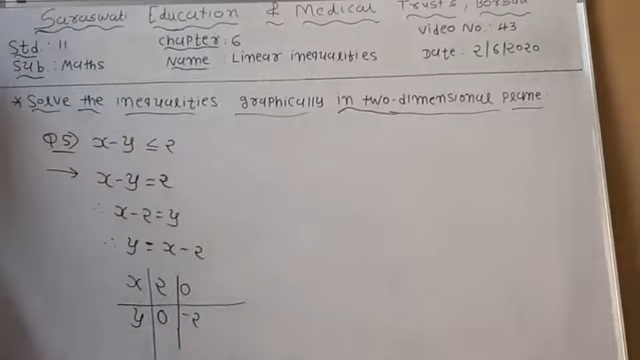 Saraswati Education & Medical Trust's, Borsad
Std : 11 Chapter : 6 Video No. : 43
Sub : Maths Name : Linear inequalities Date : 2/6/2020
* Solve the inequalities graphically in two-dimensional plane.
Q5) x-y ≤ 2
→ x-y = 2
∴ x-2 = y
∴ y = x-2
x 2 0
y 0 -2